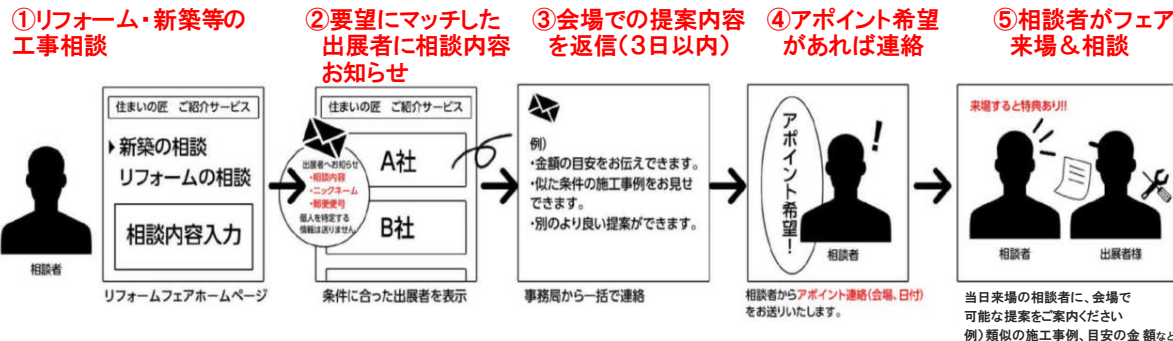 ①リフォーム・新築等の
工事相談
②要望にマッチした
出展者に相談内容
お知らせ
③会場での提案内容
を返信(3日以内)
④アポイント希望
があれば連絡
⑤相談者がフェア
来場&相談
住まいの匠 ご紹介サービス
新築の相談
リフォームの相談
相談内容入力
相談者
リフォームフェアホームページ
住まいの匠 ご紹介サービス
出展者へお知らせ
・相談内容
・ニックネーム
・郵便番号
個人を特定する
情報は送りません
A社
B社
条件に合った出展者を表示
例)
・金額の目安をお伝えできます。
・似た条件の施工事例をお見せ
できます。
・別のより良い提案ができます。
事務局から一括で連絡
アポイント希望!
!
相談者
相談者からアポイント連絡(会場、日付)
をお送りいたします。
来場すると特典あり!!
相談者
出展者様
当日来場の相談者に、会場で
可能な提案をご案内ください
例)類似の施工事例、目安の金額など